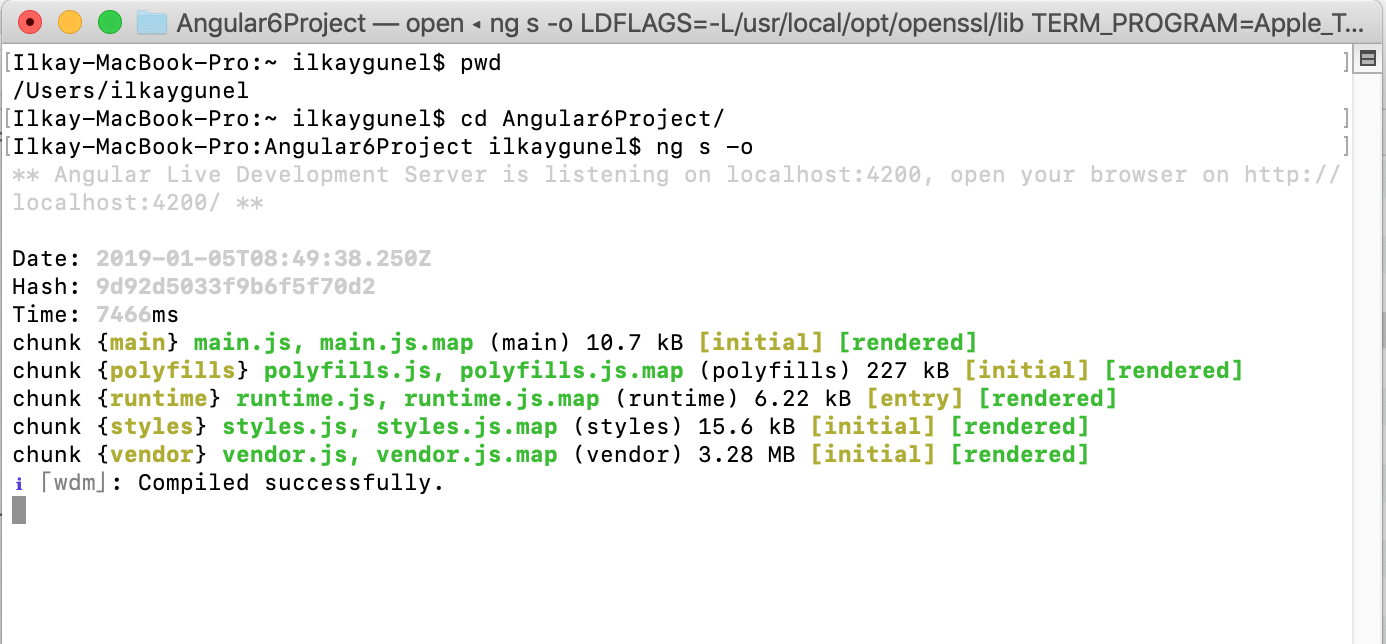 Angular6Project — open ◂ ng s -o LDFLAGS=-L/usr/local/opt/openssl/lib TERM_PROGRAM=Apple_T...
[Ilkay-MacBook-Pro:~ ilkaygunel$ pwd ]
/Users/ilkaygunel
[Ilkay-MacBook-Pro:~ ilkaygunel$ cd Angular6Project/ ]
[Ilkay-MacBook-Pro:Angular6Project ilkaygunel$ ng s -o ]
** Angular Live Development Server is listening on localhost:4200, open your browser on http://
localhost:4200/ **
Date: 2019-01-05T08:49:38.250Z
Hash: 9d92d5033f9b6f5f70d2
Time: 7466ms
chunk {main} main.js, main.js.map (main) 10.7 kB [initial] [rendered]
chunk {polyfills} polyfills.js, polyfills.js.map (polyfills) 227 kB [initial] [rendered]
chunk {runtime} runtime.js, runtime.js.map (runtime) 6.22 kB [entry] [rendered]
chunk {styles} styles.js, styles.js.map (styles) 15.6 kB [initial] [rendered]
chunk {vendor} vendor.js, vendor.js.map (vendor) 3.28 MB [initial] [rendered]
ℹ ｢wdm｣: Compiled successfully.